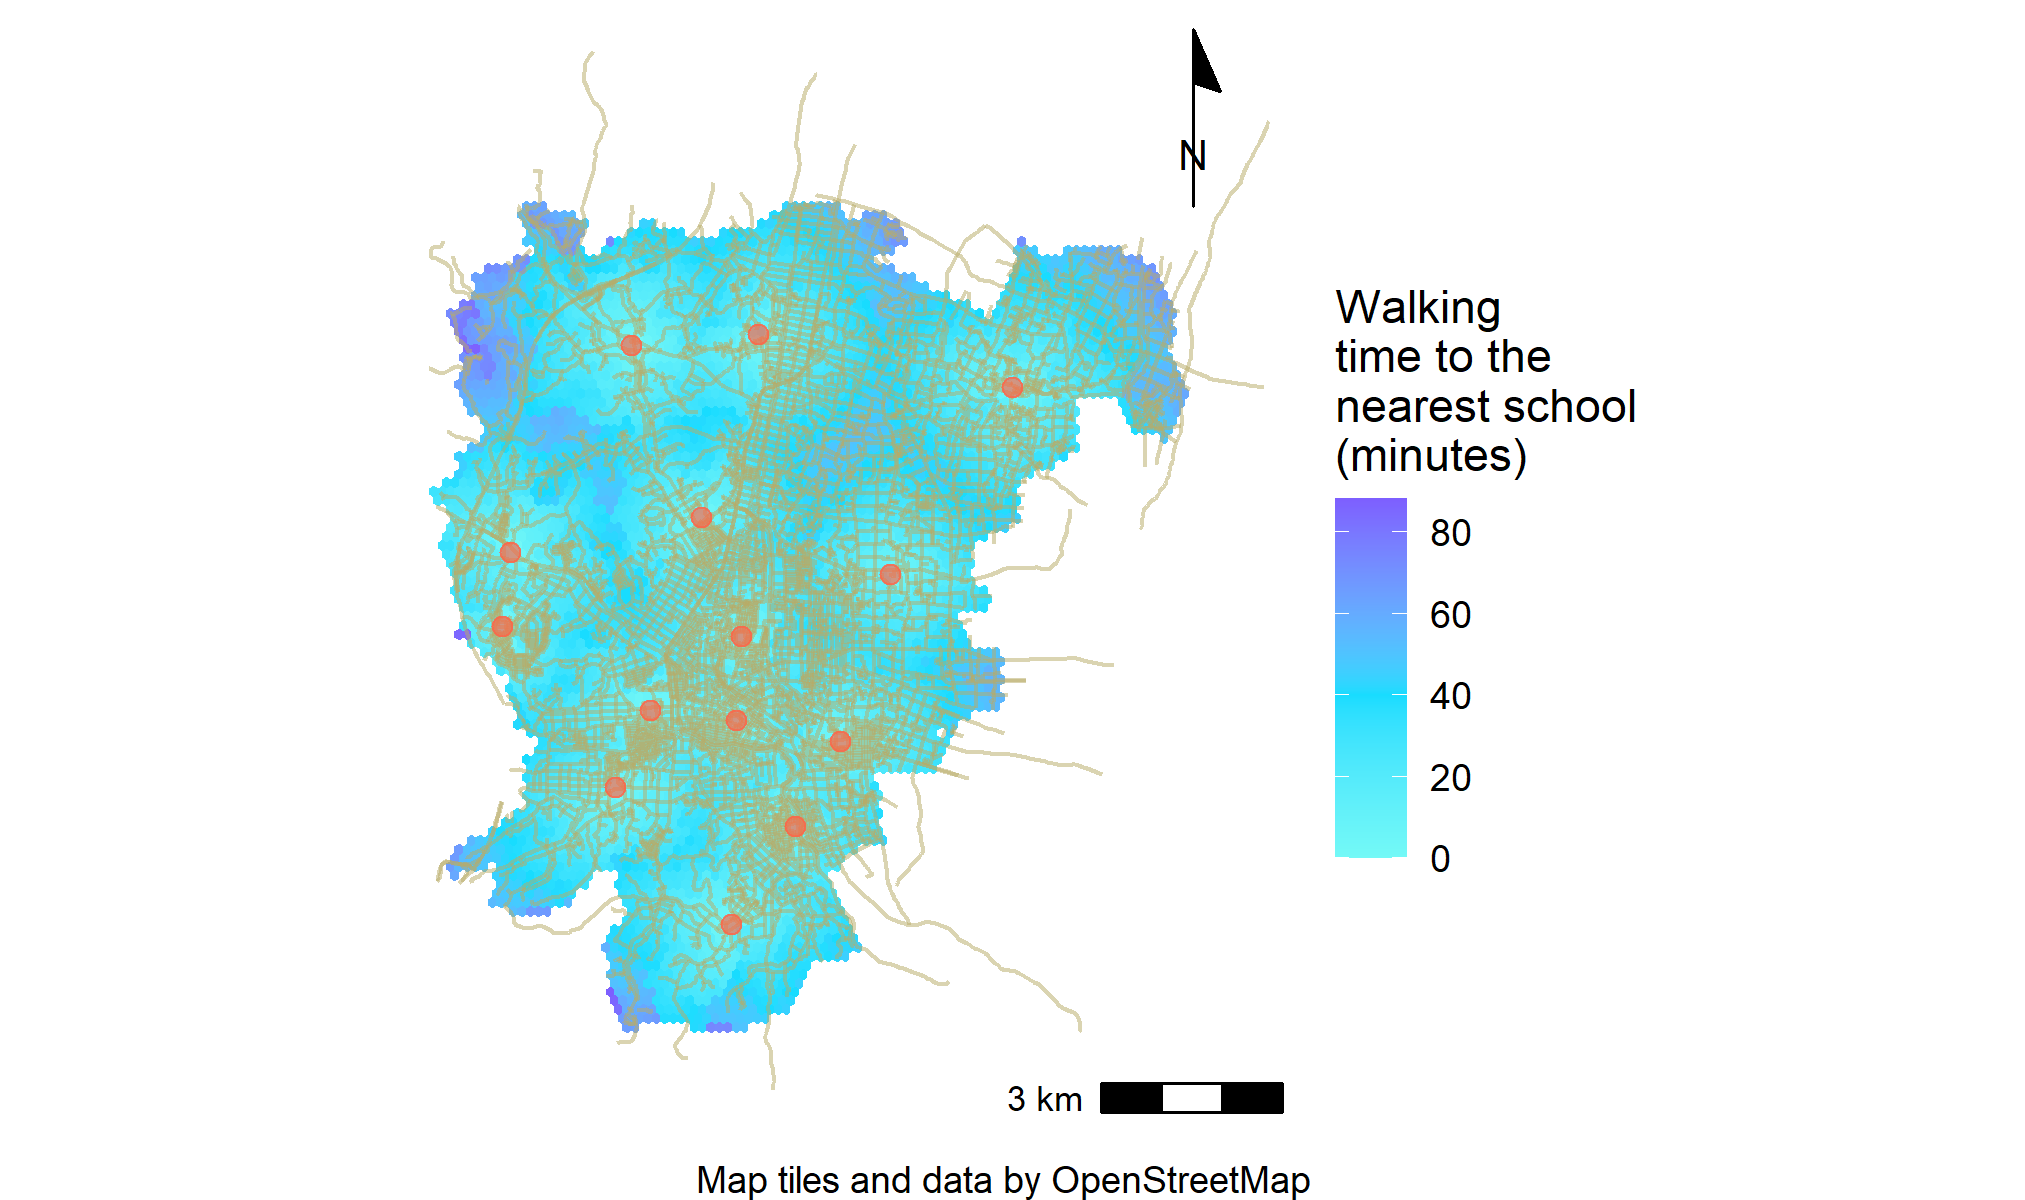 N
Walking
time to the
nearest school
(minutes)
80
60
40
20
0
3 km
Map tiles and data by OpenStreetMap